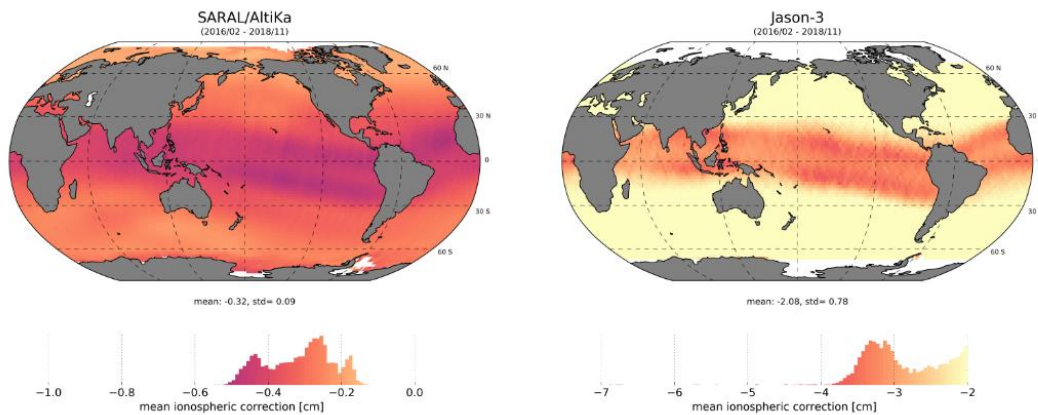 SARAL/AltiKa
(2016/02 - 2018/11)
60 N
30 N
0
30 S
60 S
mean: -0.32, std= 0.09
−1.0 −0.8 −0.6 −0.4 −0.2 0.0
mean ionospheric correction [cm]
Jason-3
(2016/02 - 2018/11)
60 N
30 N
0
30 S
60 S
mean: -2.08, std= 0.78
−7 −6 −5 −4 −3 −2
mean ionospheric correction [cm]